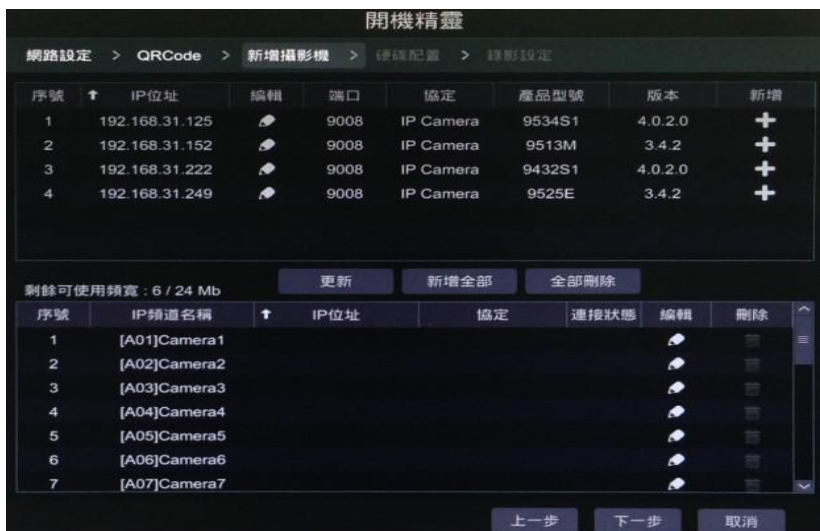 開機精靈
網路設定 > QRCode > 新增攝影機 > 硬碟配置 > 錄影設定
序號 IP位址 編輯 端口 協定 產品型號 版本 新增
1 192.168.31.125 9008 IP Camera 9534S1 4.0.2.0
2 192.168.31.152 9008 IP Camera 9513M 3.4.2
3 192.168.31.222 9008 IP Camera 9432S1 4.0.2.0
4 192.168.31.249 9008 IP Camera 9525E 3.4.2
剩餘可使用頻寬 : 6 / 24 Mb 更新 新增全部 全部刪除
序號 IP頻道名稱 IP位址 協定 連接狀態 編輯 刪除
1 [A01]Camera1
2 [A02]Camera2
3 [A03]Camera3
4 [A04]Camera4
5 [A05]Camera5
6 [A06]Camera6
7 [A07]Camera7
上一步 下一步 取消